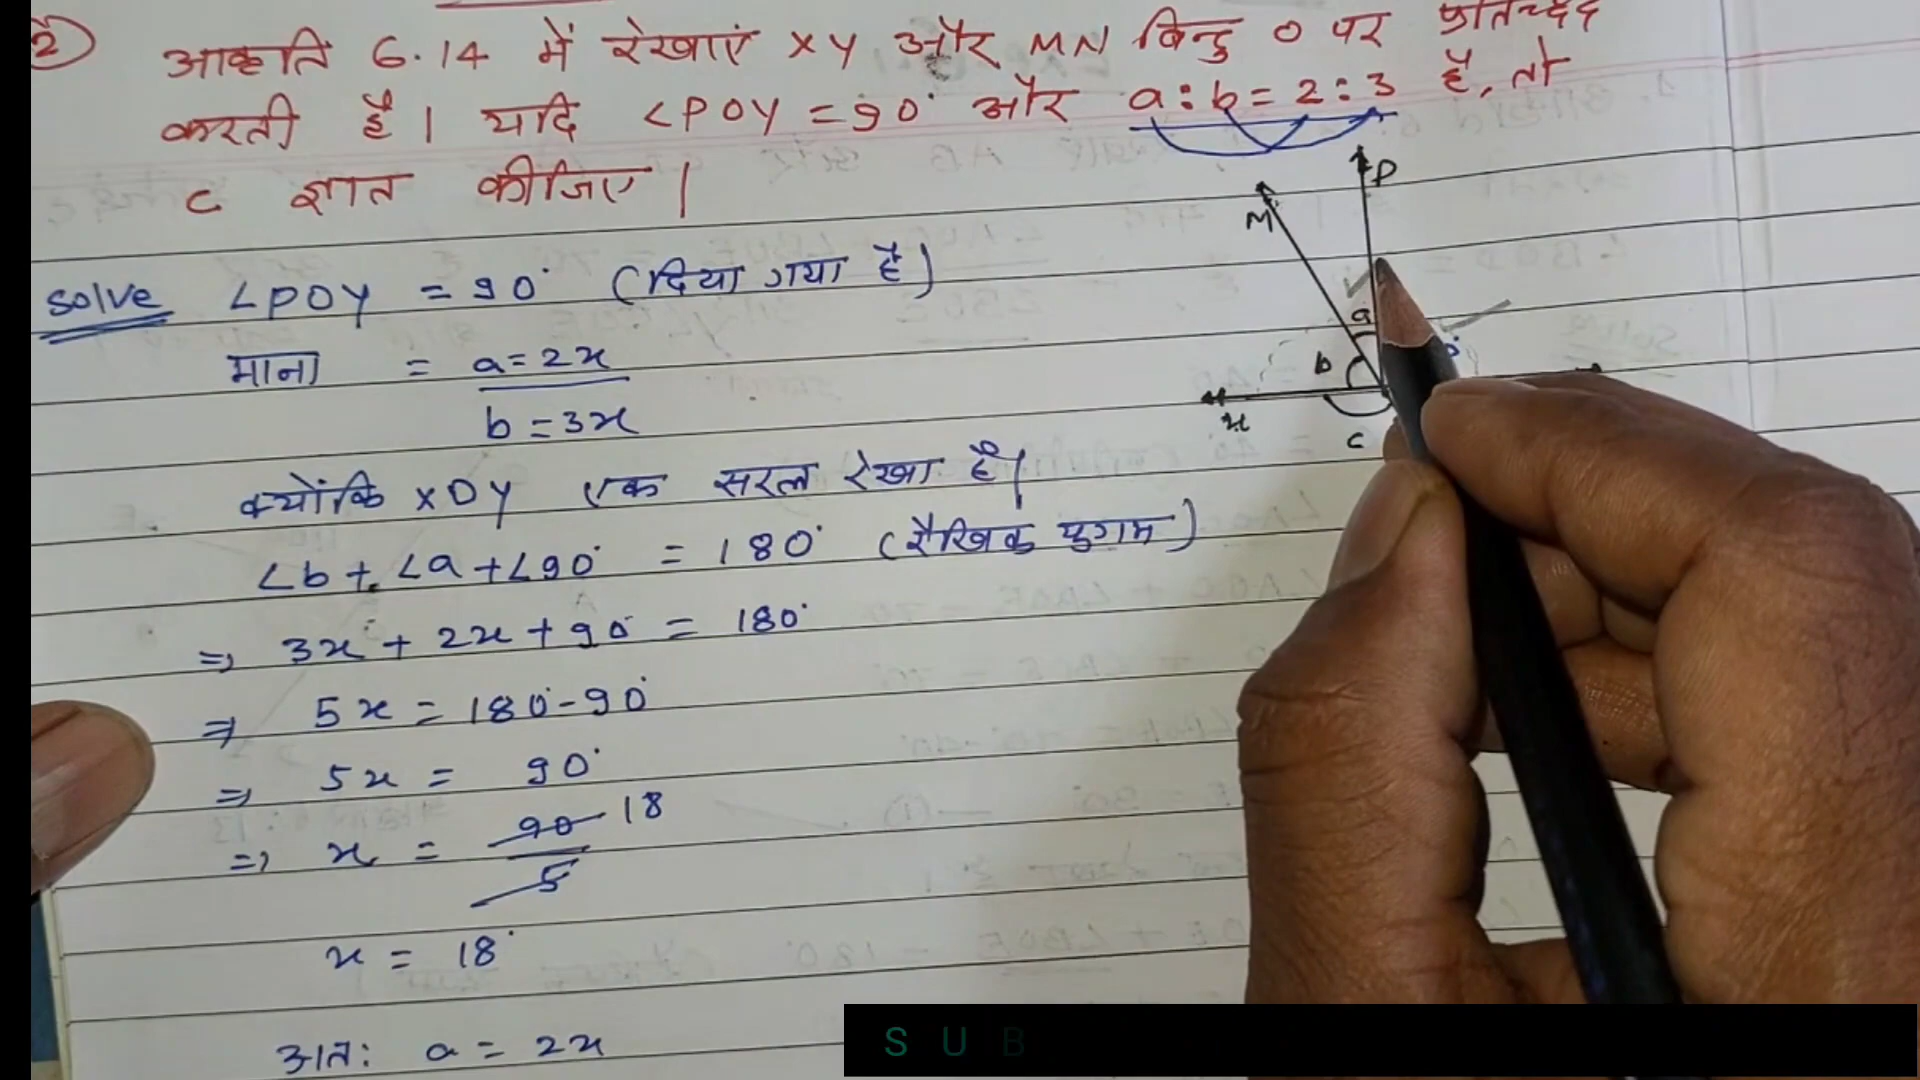 2
आकृति 6.14 में रेखाएं XY और MN बिन्दु O पर प्रतिच्छेद
करती है । यदि ∠POY = 90° और a:b = 2:3 है, तो
C ज्ञात कीजिए ।
P
M
a
b
x
c
solve ∠POY = 90° (दिया गया है)
माना = a = 2x
b = 3x
क्योंकि XOY एक सरल रेखा है।
∠b + ∠a + ∠90° = 180° (रैखिक युगम)
⇒ 3x + 2x + 90° = 180°
⇒ 5x = 180° - 90°
⇒ 5x = 90°
⇒ x = 90/5 18
x = 18°
अतः a = 2x
SUB